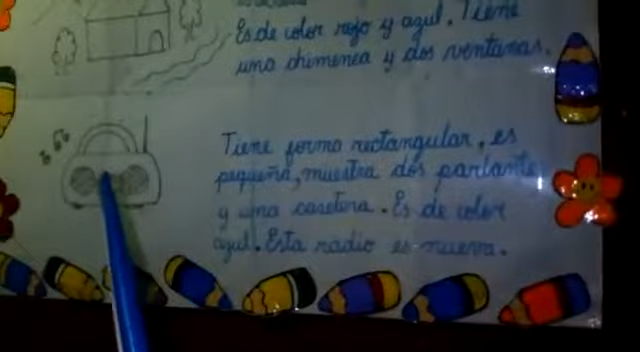 Es de color rojo y azul. Tiene
una chimenea y dos ventanas.
Tiene forma rectangular, es
pequeña, muestra dos parlante
y una casetera. Es de color
azul. Esta radio es nueva.